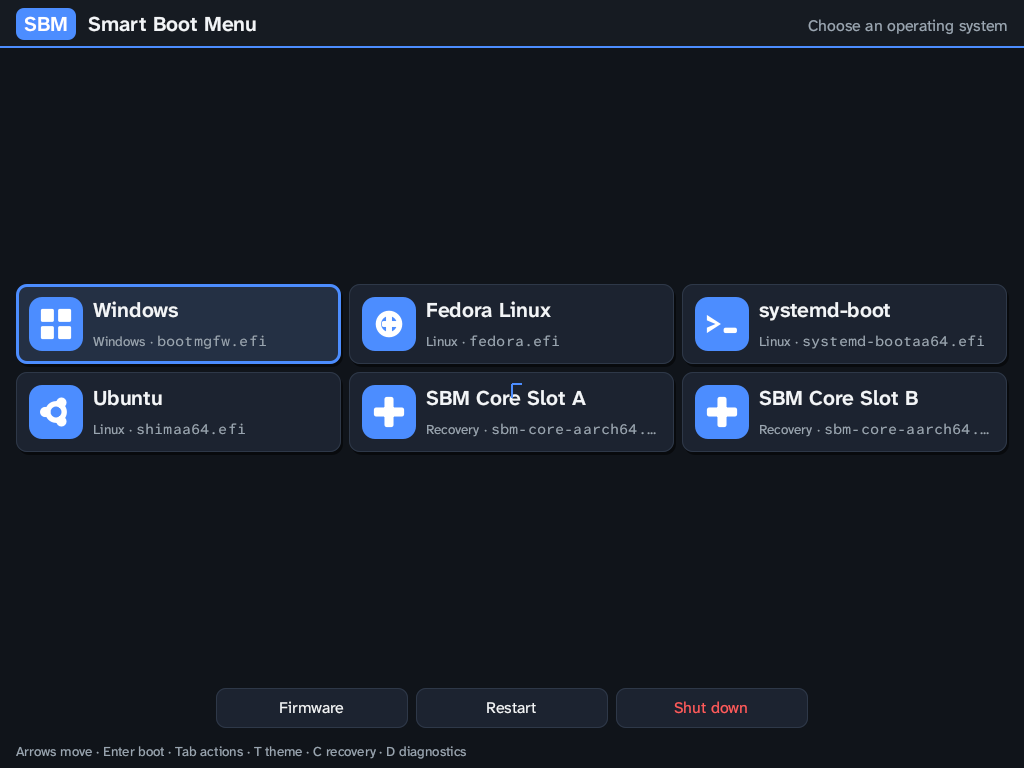 SBM Smart Boot Menu Choose an operating system
Windows
Windows · bootmgfw.efi
Fedora Linux
Linux · fedora.efi
systemd-boot
Linux · systemd-bootaa64.efi
Ubuntu
Linux · shimaa64.efi
SBM Core Slot A
Recovery · sbm-core-aarch64.…
SBM Core Slot B
Recovery · sbm-core-aarch64.…
Firmware
Restart
Shut down
Arrows move · Enter boot · Tab actions · T theme · C recovery · D diagnostics